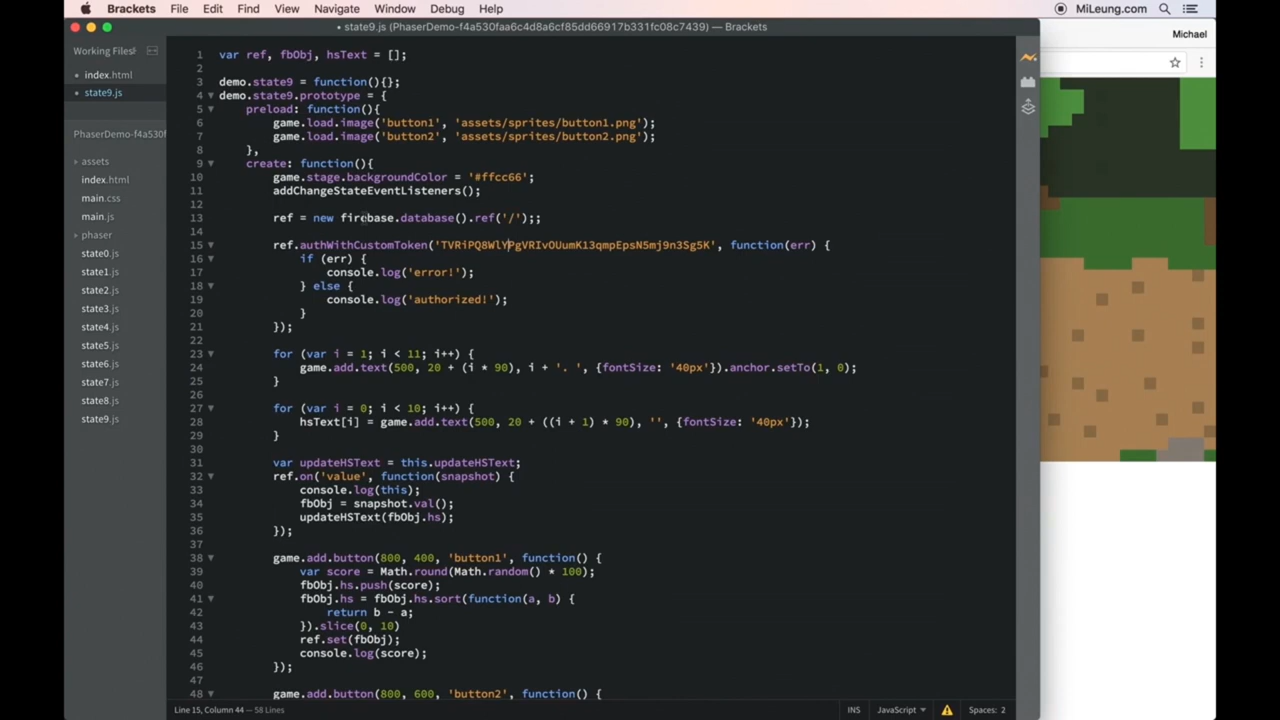 Brackets File Edit Find View Navigate Window Debug Help MiLeung.com
• state9.js (PhaserDemo-f4a530faa6c4d8a6cf85dd66917b331fc08c7439) — Brackets
Michael
Working Files
index.html
state9.js
PhaserDemo-f4a530f
assets
index.html
main.css
main.js
phaser
state0.js
state1.js
state2.js
state3.js
state4.js
state5.js
state6.js
state7.js
state8.js
state9.js
1 var ref, fbObj, hsText = [];
2
3 demo.state9 = function(){};
4 demo.state9.prototype = {
5 preload: function(){
6 game.load.image('button1', 'assets/sprites/button1.png');
7 game.load.image('button2', 'assets/sprites/button2.png');
8 },
9 create: function(){
10 game.stage.backgroundColor = '#ffcc66';
11 addChangeStateEventListeners();
12
13 ref = new firebase.database().ref('/');;
14
15 ref.authWithCustomToken('TVRiPQ8WlYPgVRIvOUumK13qmpEpsN5mj9n3Sg5K', function(err) {
16 if (err) {
17 console.log('error!');
18 } else {
19 console.log('authorized!');
20 }
21 });
22
23 for (var i = 1; i < 11; i++) {
24 game.add.text(500, 20 + (i * 90), i + '. ', {fontSize: '40px'}).anchor.setTo(1, 0);
25 }
26
27 for (var i = 0; i < 10; i++) {
28 hsText[i] = game.add.text(500, 20 + ((i + 1) * 90), '', {fontSize: '40px'});
29 }
30
31 var updateHSText = this.updateHSText;
32 ref.on('value', function(snapshot) {
33 console.log(this);
34 fbObj = snapshot.val();
35 updateHSText(fbObj.hs);
36 });
37
38 game.add.button(800, 400, 'button1', function() {
39 var score = Math.round(Math.random() * 100);
40 fbObj.hs.push(score);
41 fbObj.hs = fbObj.hs.sort(function(a, b) {
42 return b - a;
43 }).slice(0, 10)
44 ref.set(fbObj);
45 console.log(score);
46 });
47
48 game.add.button(800, 600, 'button2', function() {
Line 15, Column 44 — 58 Lines INS JavaScript Spaces: 2